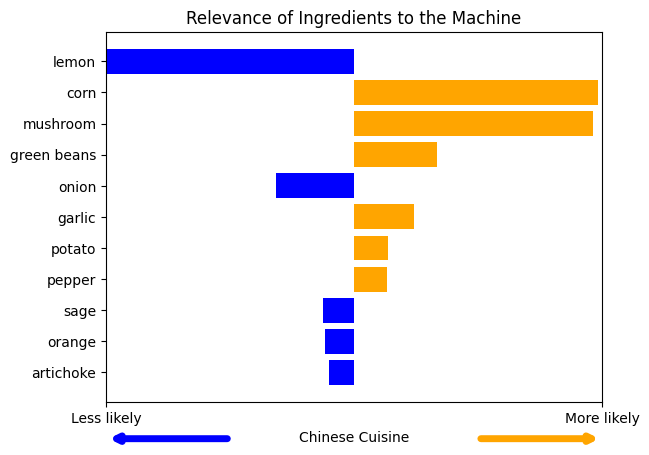 Relevance of Ingredients to the Machine
lemon
corn
mushroom
green beans
onion
garlic
potato
pepper
sage
orange
artichoke
Less likely
More likely
Chinese Cuisine